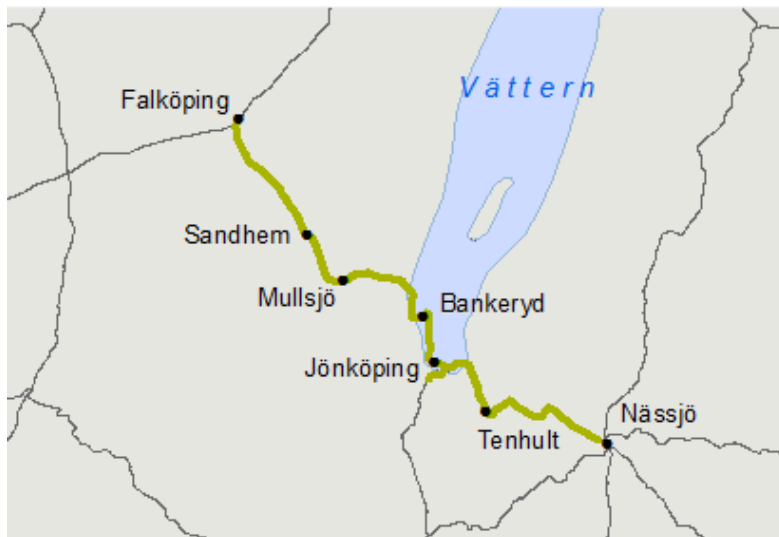 Vättern
Falköping
Sandhem
Mullsjö
Bankeryd
Jönköping
Nässjö
Tenhult